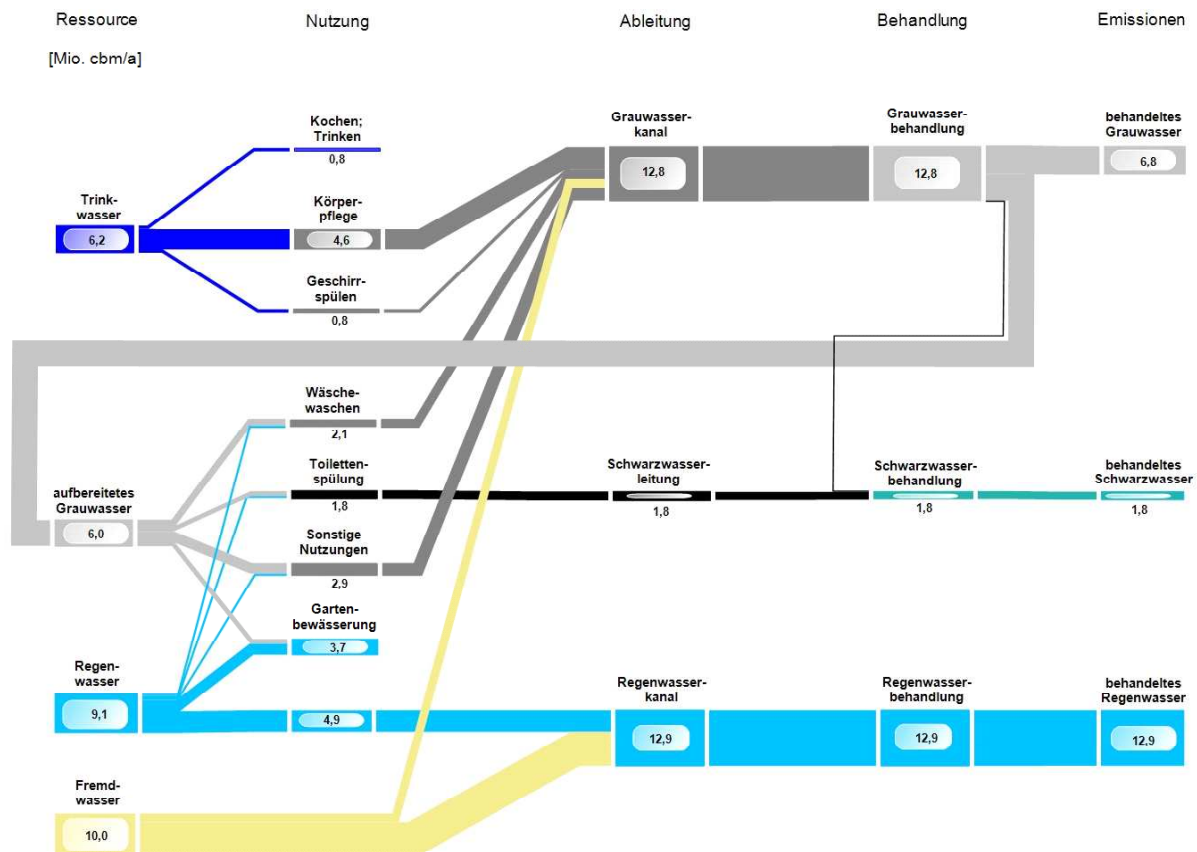 Ressource
Nutzung
Ableitung
Behandlung
Emissionen
[Mio. cbm/a]
Kochen;
Trinken
0,8
Trink-
wasser
6,2
Körper-
pflege
4,6
Geschirr-
spülen
0,8
Grauwasser-
kanal
12,8
Grauwasser-
behandlung
12,8
behandeltes
Grauwasser
6,8
Wäsche-
waschen
2,1
Toiletten-
spülung
1,8
Schwarzwasser-
leitung
1,8
Schwarzwasser-
behandlung
1,8
behandeltes
Schwarzwasser
1,8
aufbereitetes
Grauwasser
6,0
Sonstige
Nutzungen
2,9
Garten-
bewässerung
3,7
Regen-
wasser
9,1
4,9
Regenwasser-
kanal
12,9
Regenwasser-
behandlung
12,9
behandeltes
Regenwasser
12,9
Fremd-
wasser
10,0